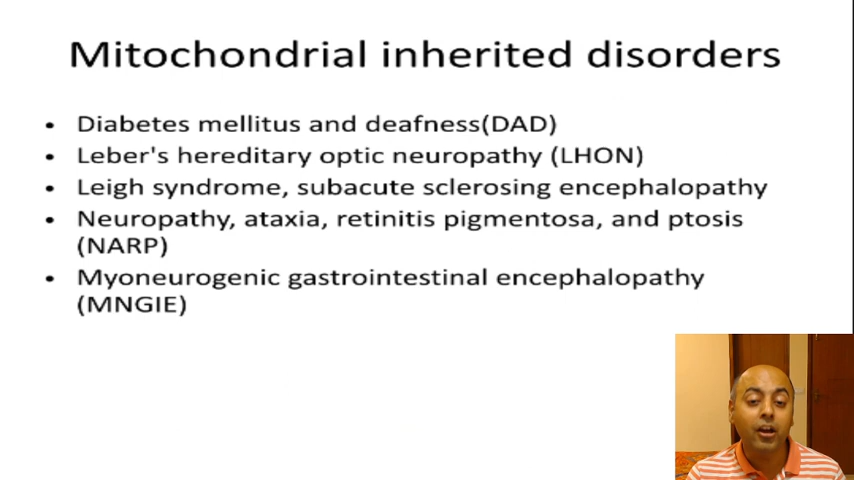 Mitochondrial inherited disorders
• Diabetes mellitus and deafness(DAD)
• Leber's hereditary optic neuropathy (LHON)
• Leigh syndrome, subacute sclerosing encephalopathy
• Neuropathy, ataxia, retinitis pigmentosa, and ptosis
(NARP)
• Myoneurogenic gastrointestinal encephalopathy
(MNGIE)